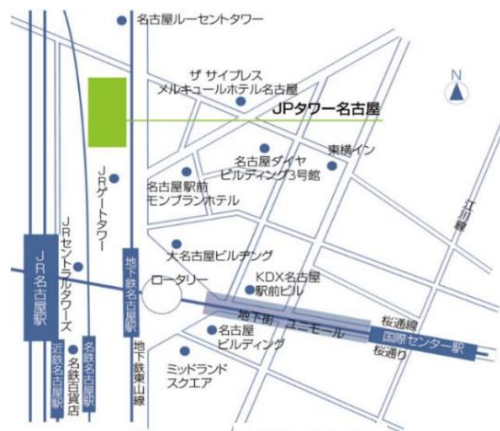 名古屋ルーセントタワー
ザ サイプレス
メルキュールホテル名古屋
N
JPタワー名古屋
名古屋ダイヤ
ビルディング3号館
東横イン
名古屋駅前
モンブランホテル
JRゲートタワー
江川線
大名古屋ビルヂング
JRセントラルタワーズ
JR名古屋駅
地下鉄名古屋駅
ロータリー
KDX名古屋
駅前ビル
地下街 ユニモール
桜通線
国際センター駅
桜通り
名古屋
ビルディング
ミッドランド
スクエア
近鉄名古屋駅
名鉄百貨店
名鉄名古屋駅
地下鉄東山線